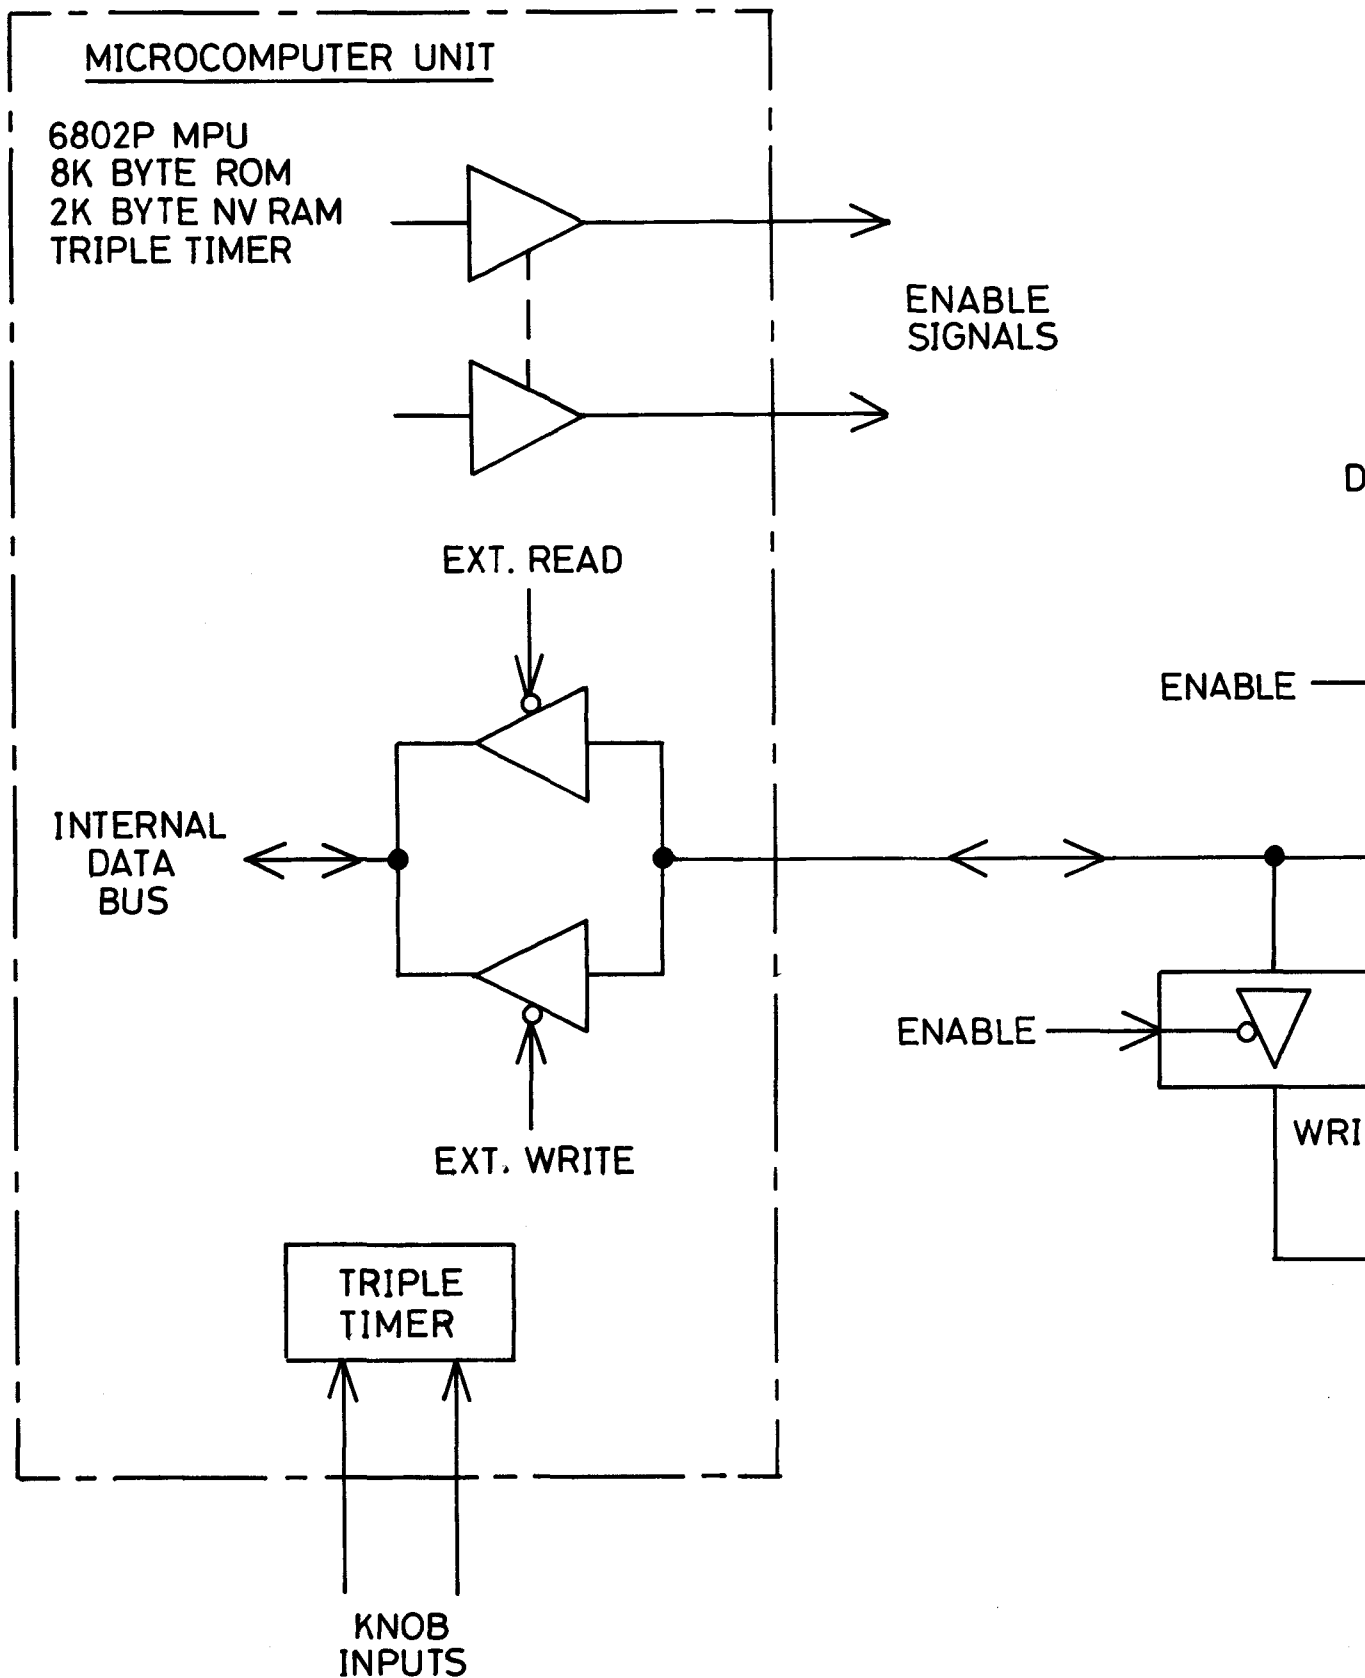 MICROCOMPUTER UNIT
6802P MPU
8K BYTE ROM
2K BYTE NV RAM
TRIPLE TIMER
ENABLE
SIGNALS
D
EXT. READ
ENABLE
INTERNAL
DATA
BUS
ENABLE
WRI
EXT. WRITE
TRIPLE
TIMER
KNOB
INPUTS